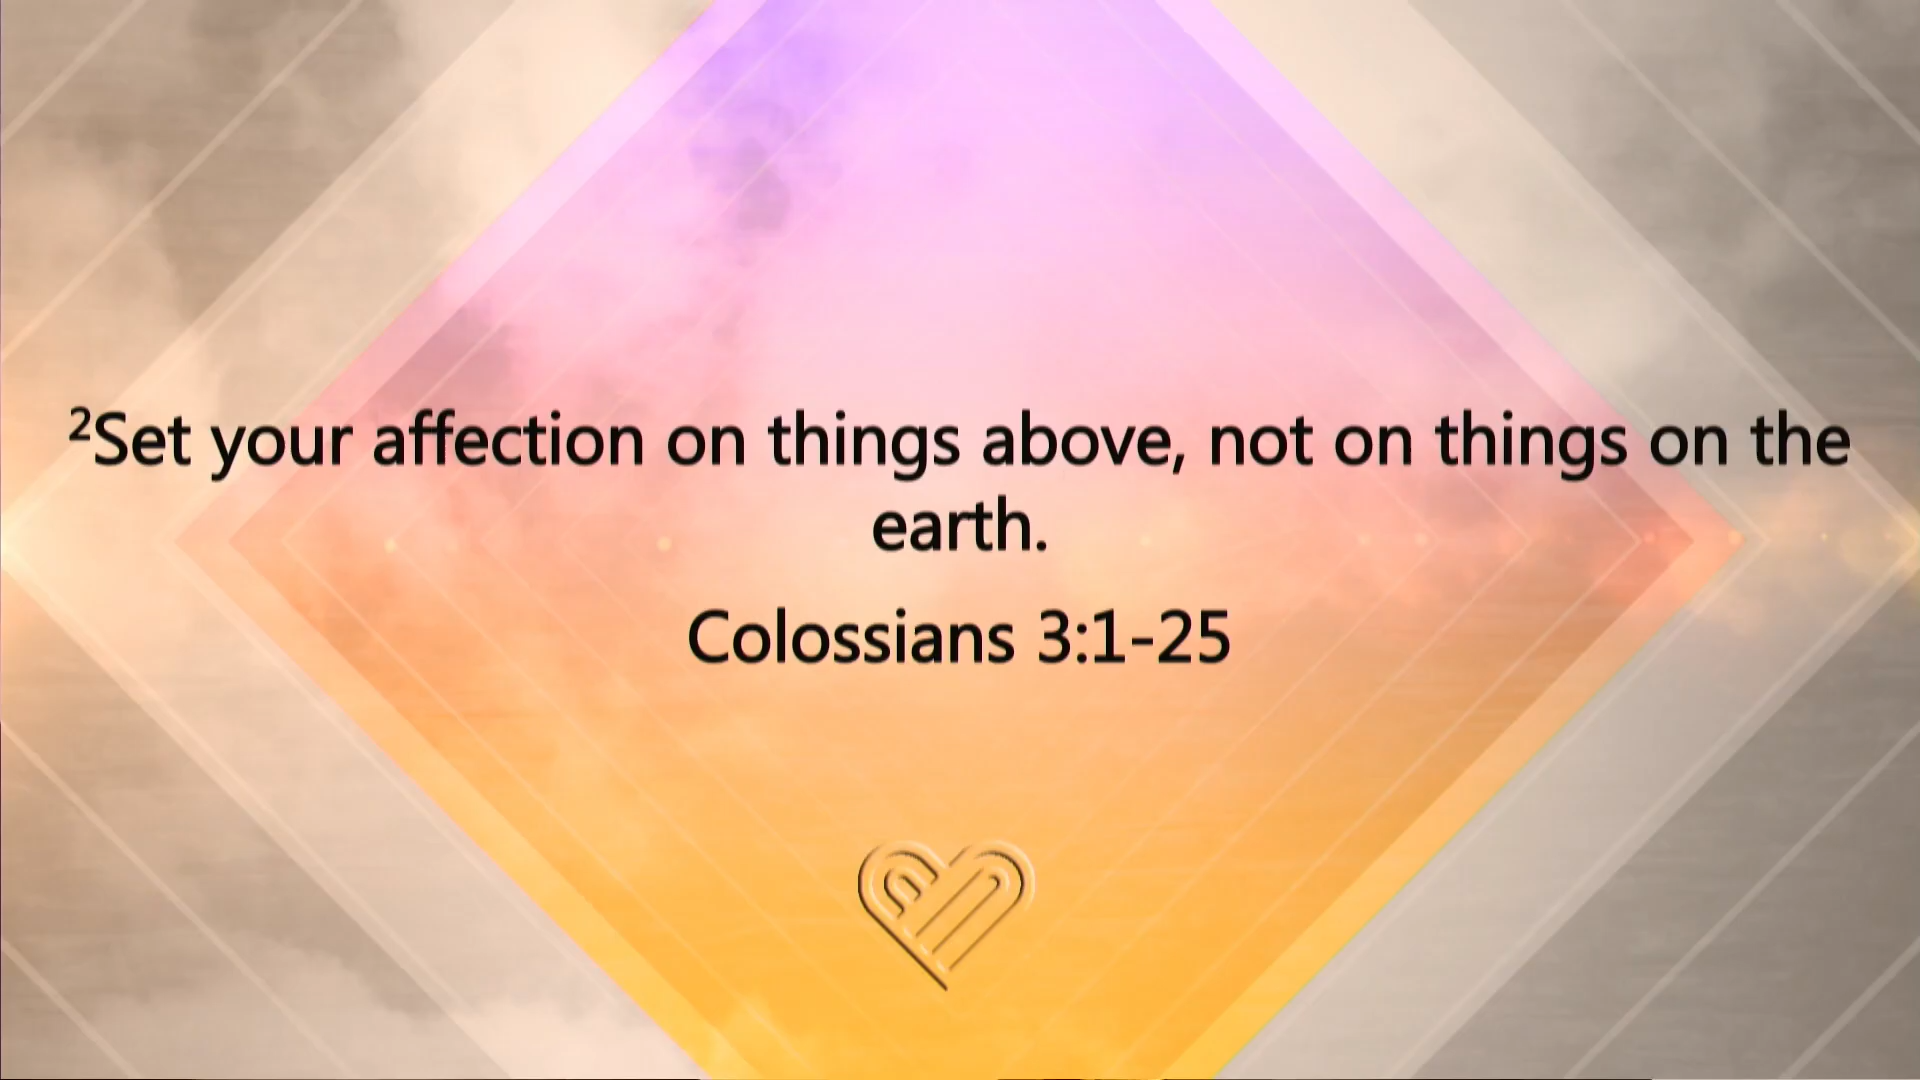 ²Set your affection on things above, not on things on the
earth.
Colossians 3:1-25